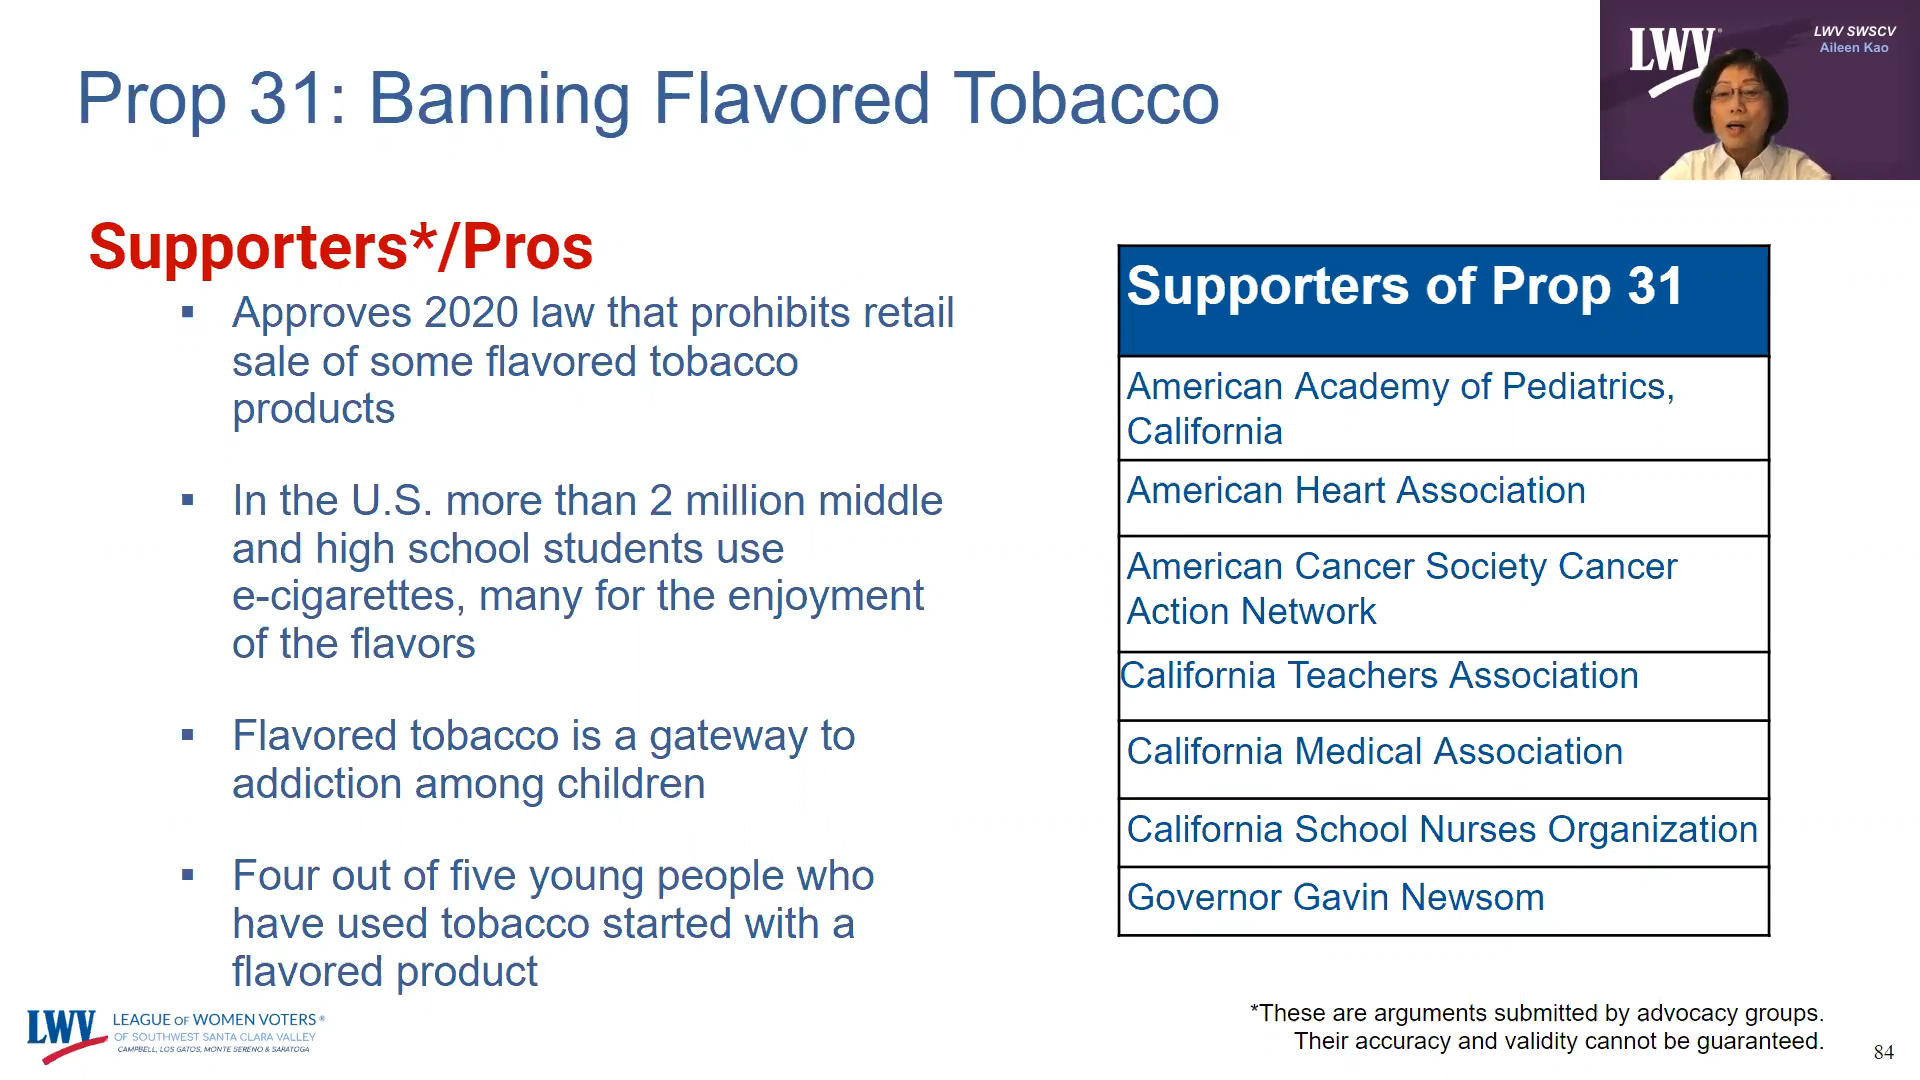 Prop 31: Banning Flavored Tobacco
LWV®
LWV SWSCV
Aileen Kao
Supporters*/Pros
▪ Approves 2020 law that prohibits retail
sale of some flavored tobacco
products
▪ In the U.S. more than 2 million middle
and high school students use
e-cigarettes, many for the enjoyment
of the flavors
▪ Flavored tobacco is a gateway to
addiction among children
▪ Four out of five young people who
have used tobacco started with a
flavored product
Supporters of Prop 31
American Academy of Pediatrics,
California
American Heart Association
American Cancer Society Cancer
Action Network
California Teachers Association
California Medical Association
California School Nurses Organization
Governor Gavin Newsom
LWV LEAGUE OF WOMEN VOTERS®
OF SOUTHWEST SANTA CLARA VALLEY
CAMPBELL, LOS GATOS, MONTE SERENO & SARATOGA
*These are arguments submitted by advocacy groups.
Their accuracy and validity cannot be guaranteed.
84